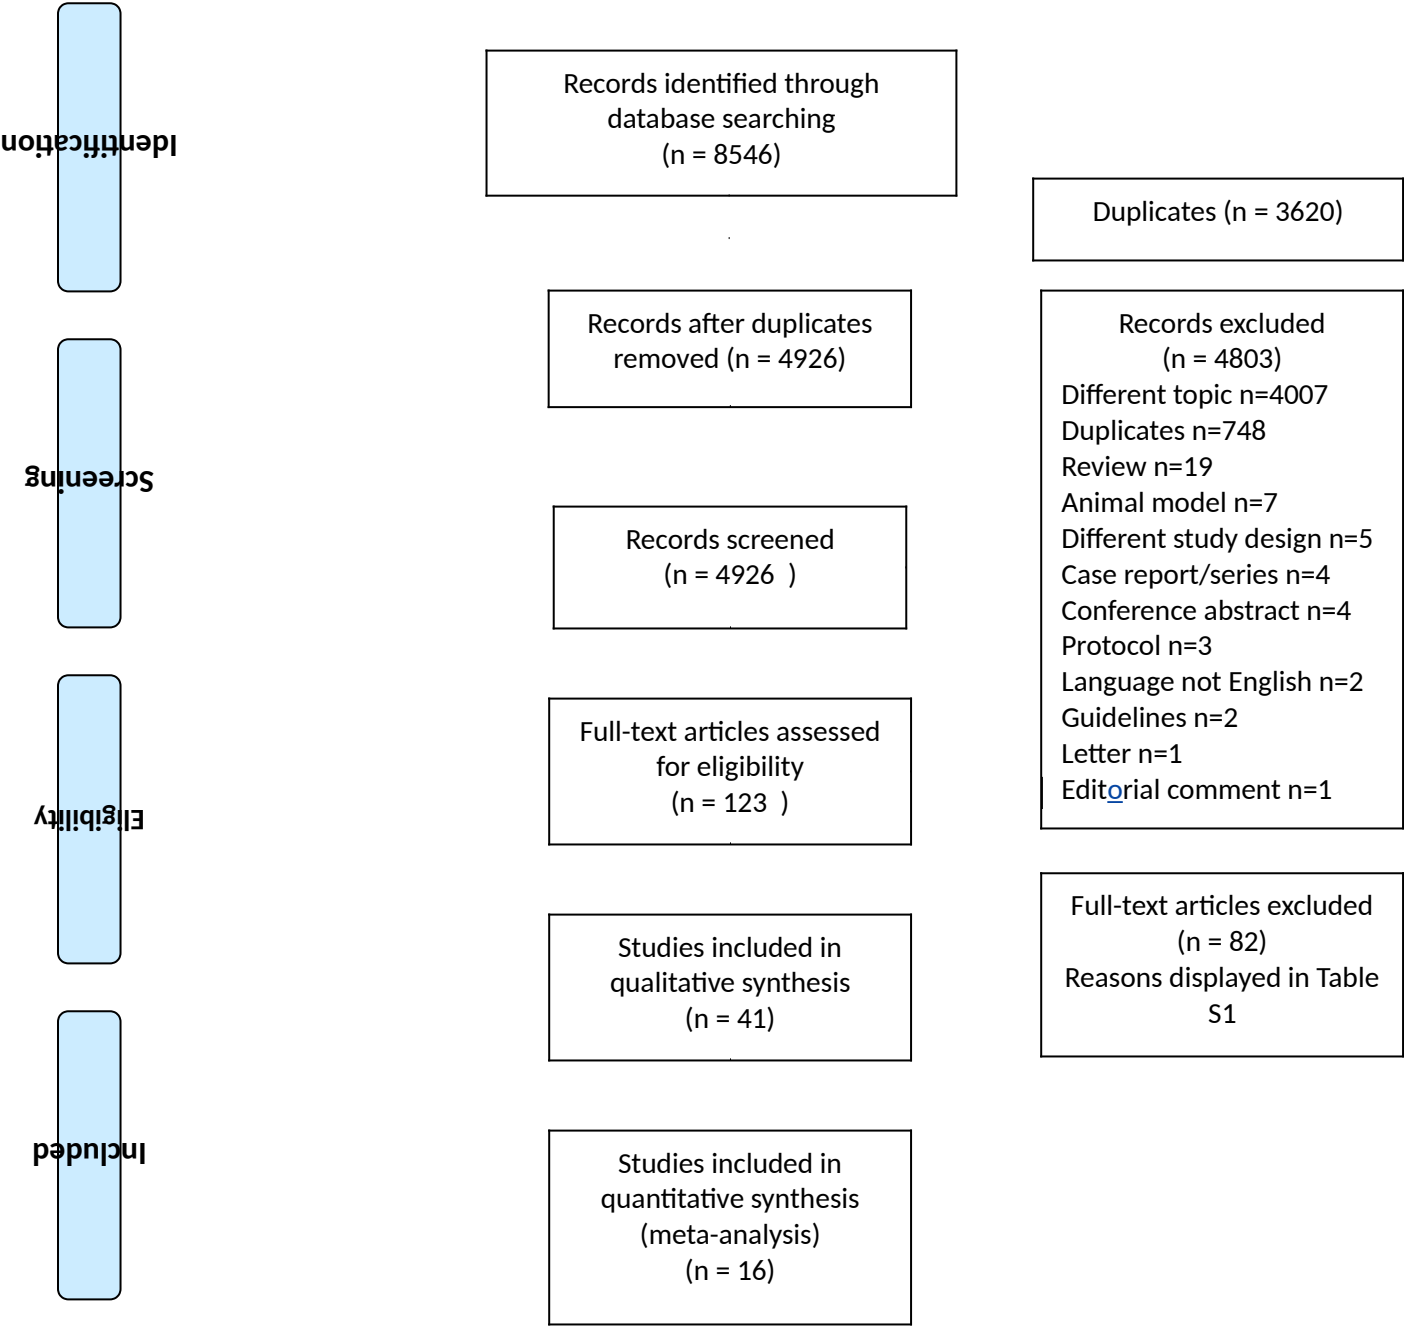 Identification
Records identified through
database searching
(n = 8546)
Duplicates (n = 3620)
Records after duplicates
removed (n = 4926)
Records excluded
(n = 4803)
Different topic n=4007
Duplicates n=748
Review n=19
Animal model n=7
Different study design n=5
Case report/series n=4
Conference abstract n=4
Protocol n=3
Language not English n=2
Guidelines n=2
Letter n=1
Editorial comment n=1
Screening
Records screened
(n = 4926  )
Eligibility
Full-text articles assessed
for eligibility
(n = 123  )
Full-text articles excluded
(n = 82)
Reasons displayed in Table
S1
Studies included in
qualitative synthesis
(n = 41)
Included
Studies included in
quantitative synthesis
(meta-analysis)
(n = 16)